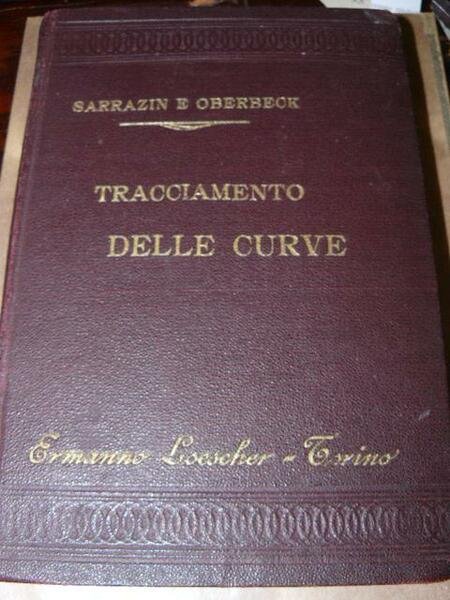 SARRAZIN E OBERBECK
TRACCIAMENTO
DELLE CURVE
Ermanno Loescher - Torino